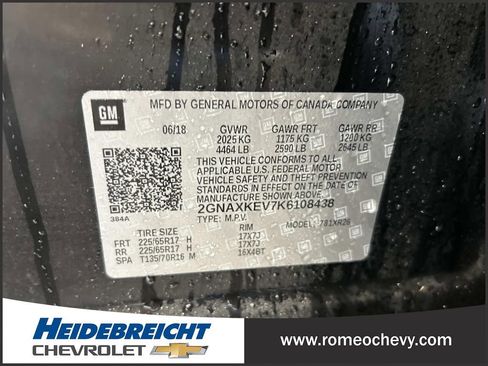 GM
MFD BY GENERAL MOTORS OF CANADA COMPANY
06/18 GVWR GAWR FRT GAWR RR
2025 KG 1175 KG 1200 KG
4464 LB 2590 LB 2645 LB
THIS VEHICLE CONFORMS TO ALL
APPLICABLE U.S. FEDERAL MOTOR
VEHICLE SAFETY, BUMPER, AND THEFT
PREVENTION STANDARDS IN EFFECT ON
THE DATE OF MANUFACTURE SHOWN ABOVE.
2GNAXKEV7K6108438
384A
TYPE: M.P.V. MODEL: 781XR26
TIRE SIZE RIM
FRT 225/65R17 H 17X7J
RR 225/65R17 H 17X7J
SPA T135/70R16 M 16X4BT
HEIDEBREICHT
CHEVROLET
www.romeochevy.com